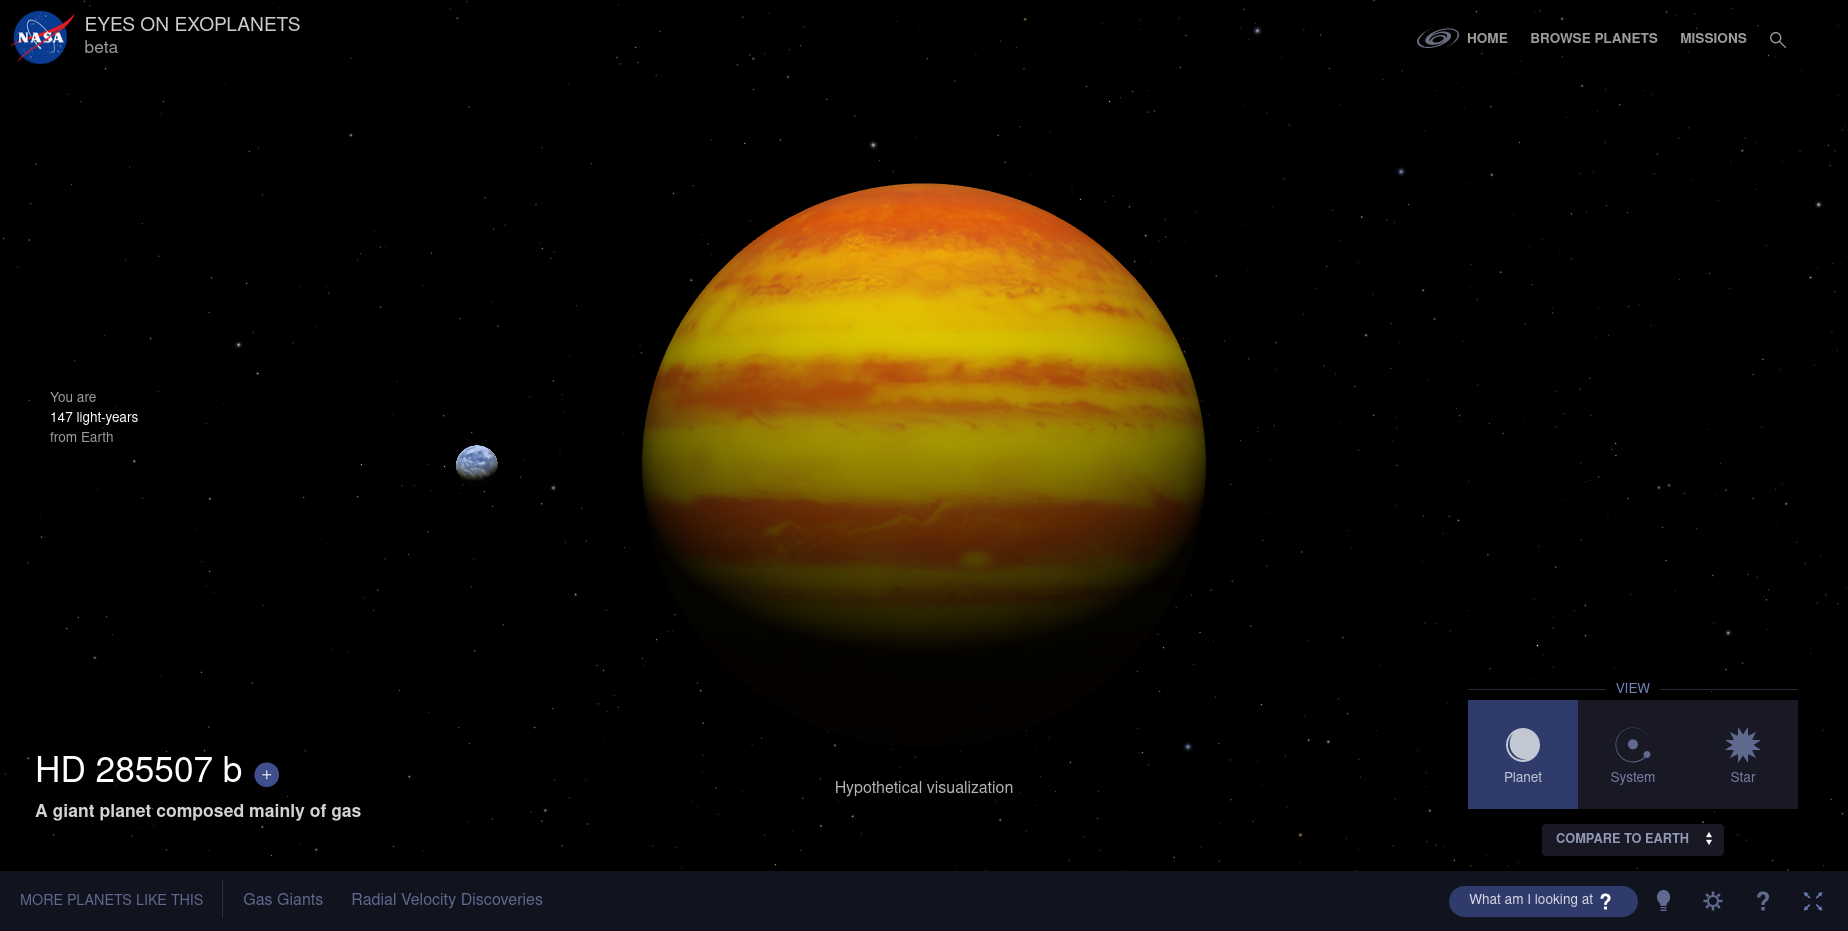 NASA
EYES ON EXOPLANETS
beta
HOME
BROWSE PLANETS
MISSIONS
You are
147 light-years
from Earth
HD 285507 b +
A giant planet composed mainly of gas
Hypothetical visualization
VIEW
Planet
System
Star
COMPARE TO EARTH
MORE PLANETS LIKE THIS
Gas Giants
Radial Velocity Discoveries
What am I looking at ?
?